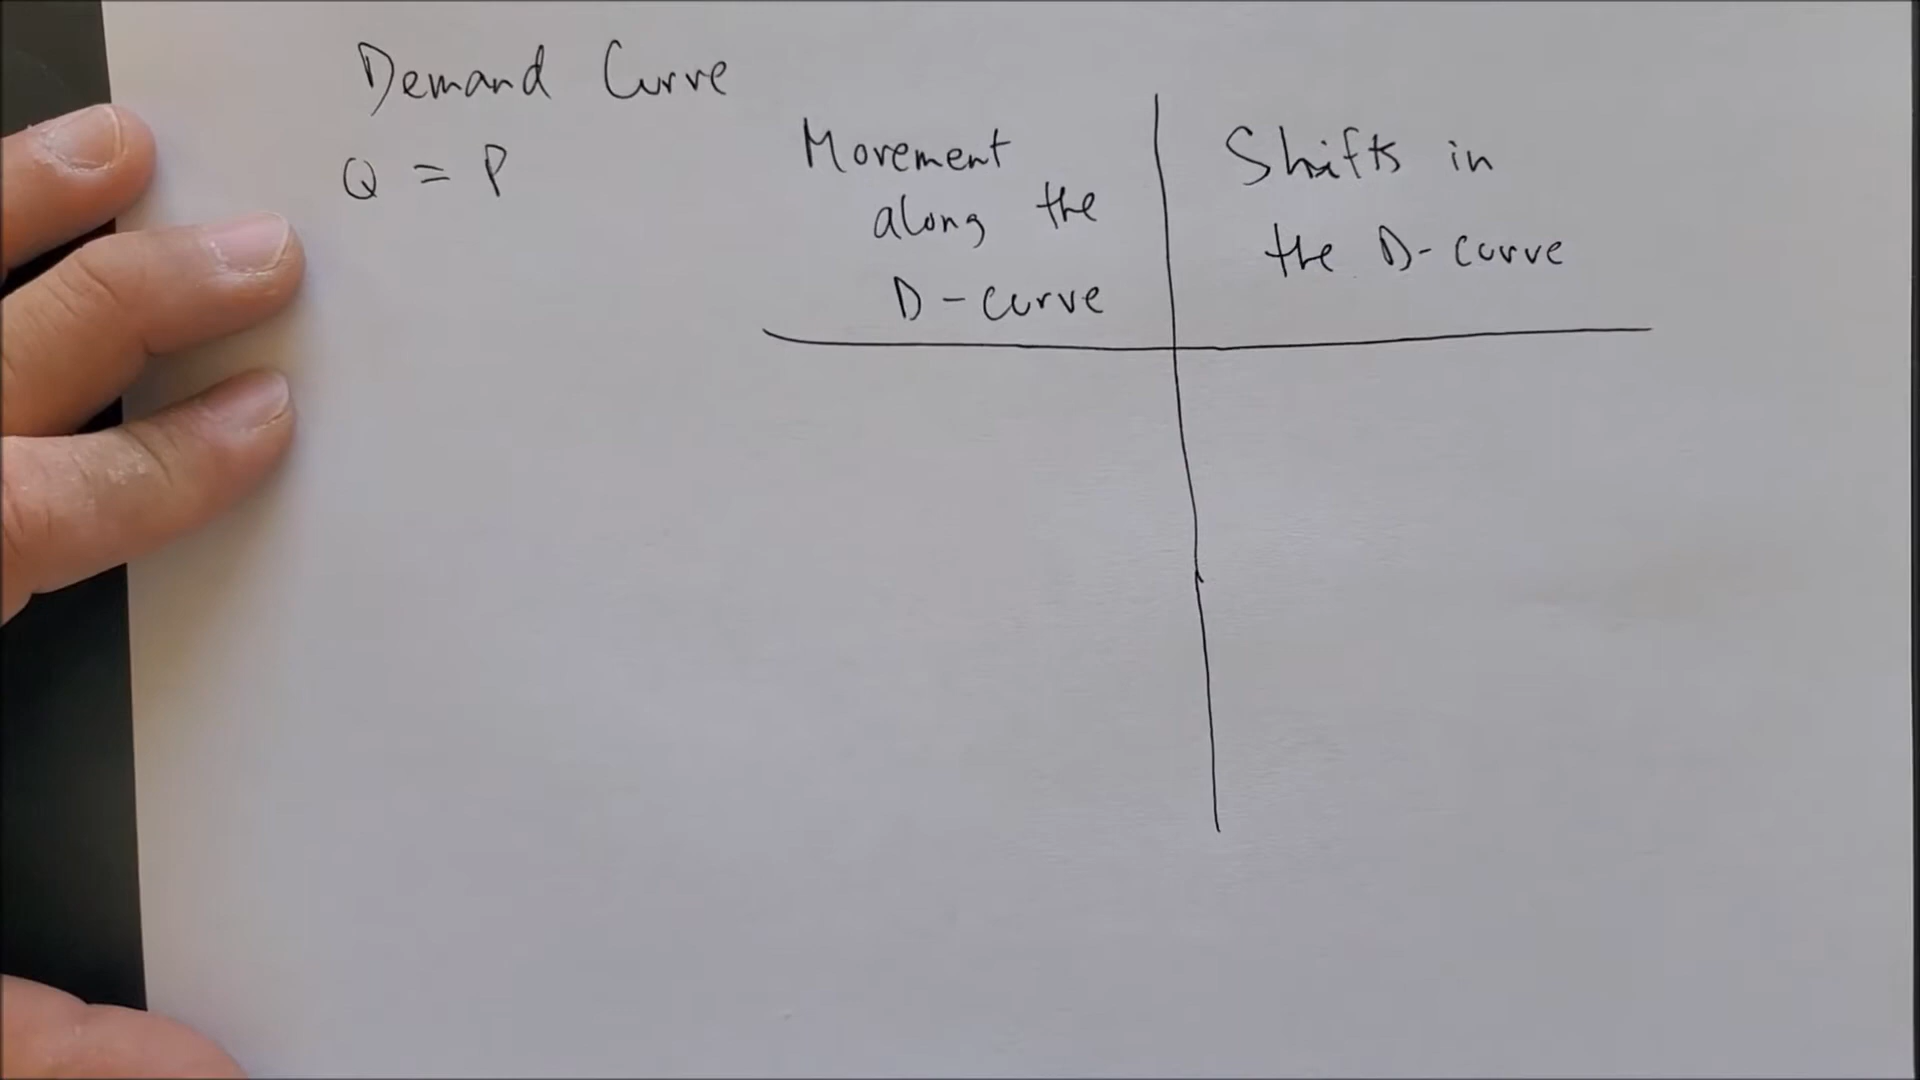 Demand Curve
Q = P
Movement
along the
D-curve
Shifts in
the D-curve